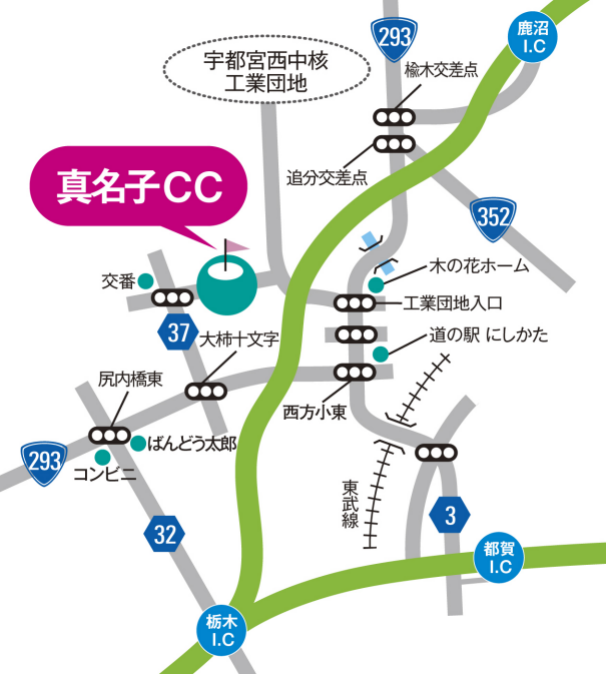 293
鹿沼
I.C
宇都宮西中核
工業団地
楡木交差点
追分交差点
真名子CC
352
木の花ホーム
交番
工業団地入口
37
大柿十文字
道の駅 にしかた
尻内橋東
西方小東
ばんどう太郎
293
コンビニ
東武線
3
32
都賀
I.C
栃木
I.C